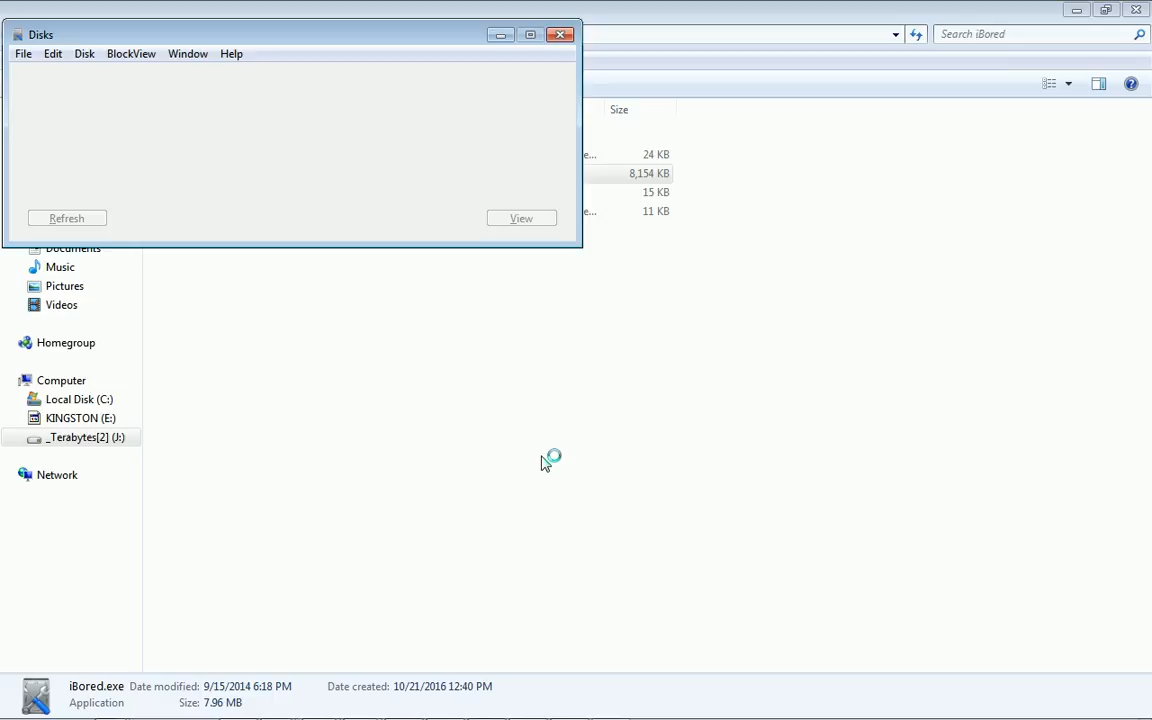 Disks
File Edit Disk BlockView Window Help
Search iBored
Size
e... 24 KB
8,154 KB
15 KB
e... 11 KB
Refresh View
Documents
Music
Pictures
Videos
Homegroup
Computer
Local Disk (C:)
KINGSTON (E:)
_Terabytes[2] (J:)
Network
iBored.exe Date modified: 9/15/2014 6:18 PM Date created: 10/21/2016 12:40 PM
Application Size: 7.96 MB